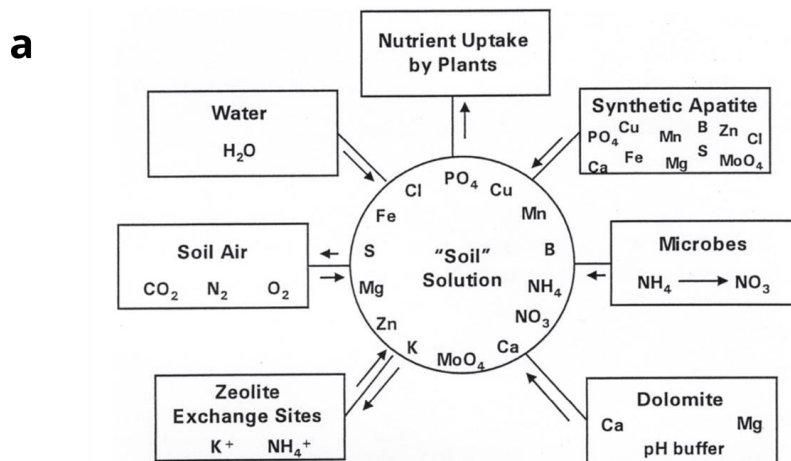 a
Nutrient Uptake
by Plants
Water
H₂O
Synthetic Apatite
PO₄ Cu Mn B Zn Cl
Ca Fe Mg S MoO₄
Soil Air
CO₂ N₂ O₂
"Soil"
Solution
PO₄
Cu
Mn
B
NH₄
NO₃
Ca
MoO₄
K
Zn
Mg
S
Fe
Cl
Microbes
NH₄ NO₃
Zeolite
Exchange Sites
K⁺ NH₄⁺
Dolomite
Ca Mg
pH buffer